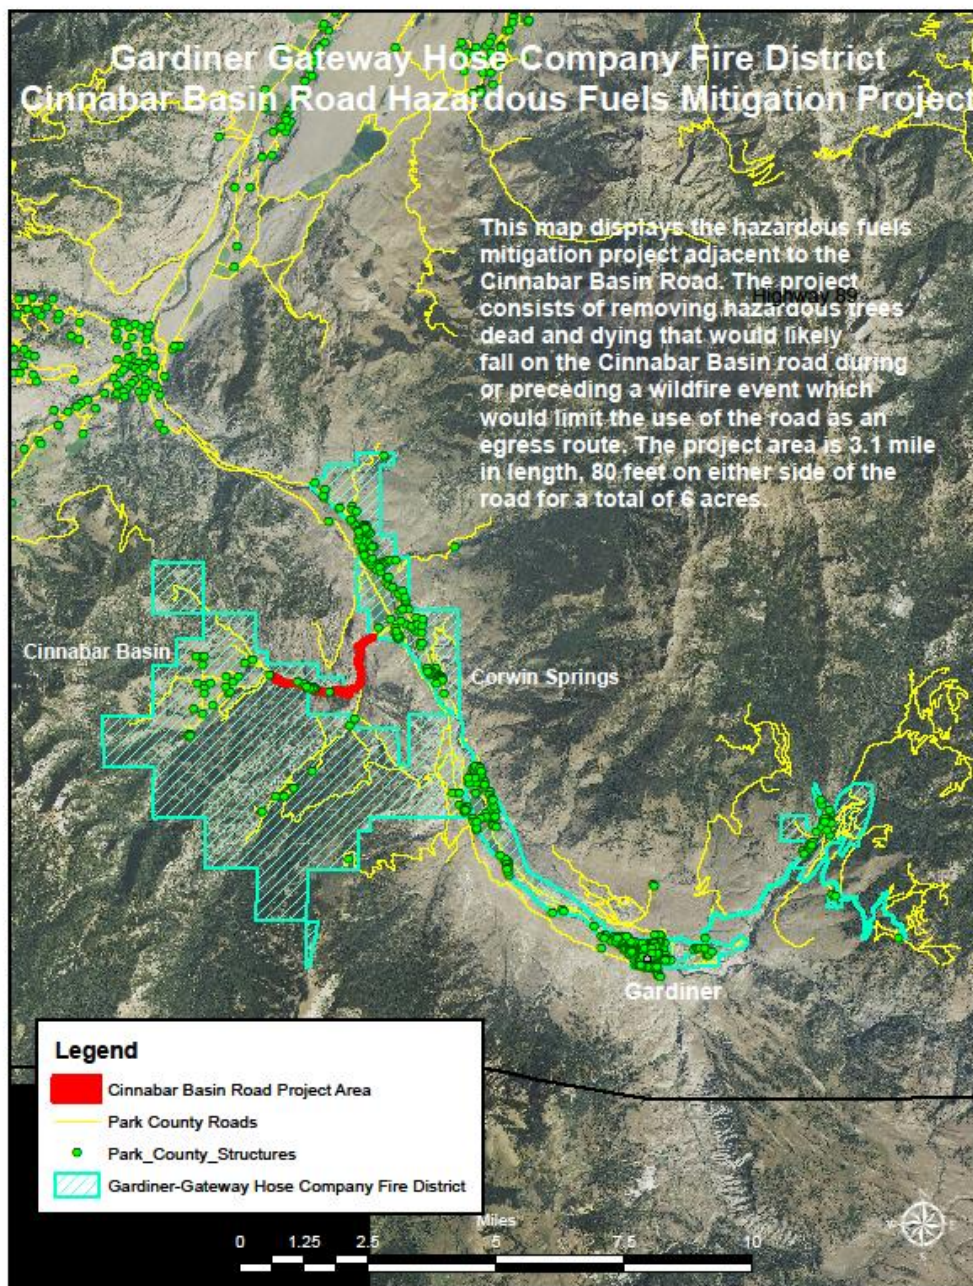 Gardiner Gateway Hose Company Fire District
Cinnabar Basin Road Hazardous Fuels Mitigation Project
This map displays the hazardous fuels
mitigation project adjacent to the
Cinnabar Basin Road. The project
Highway 89
consists of removing hazardous trees
dead and dying that would likely
fall on the Cinnabar Basin road during
or preceding a wildfire event which
would limit the use of the road as an
egress route. The project area is 3.1 mile
in length, 80 feet on either side of the
road for a total of 6 acres.
Cinnabar Basin
Corwin Springs
Gardiner
Legend
Cinnabar Basin Road Project Area
Park County Roads
Park_County_Structures
Gardiner-Gateway Hose Company Fire District
Miles
0 1.25 2.5 5 7.5 10